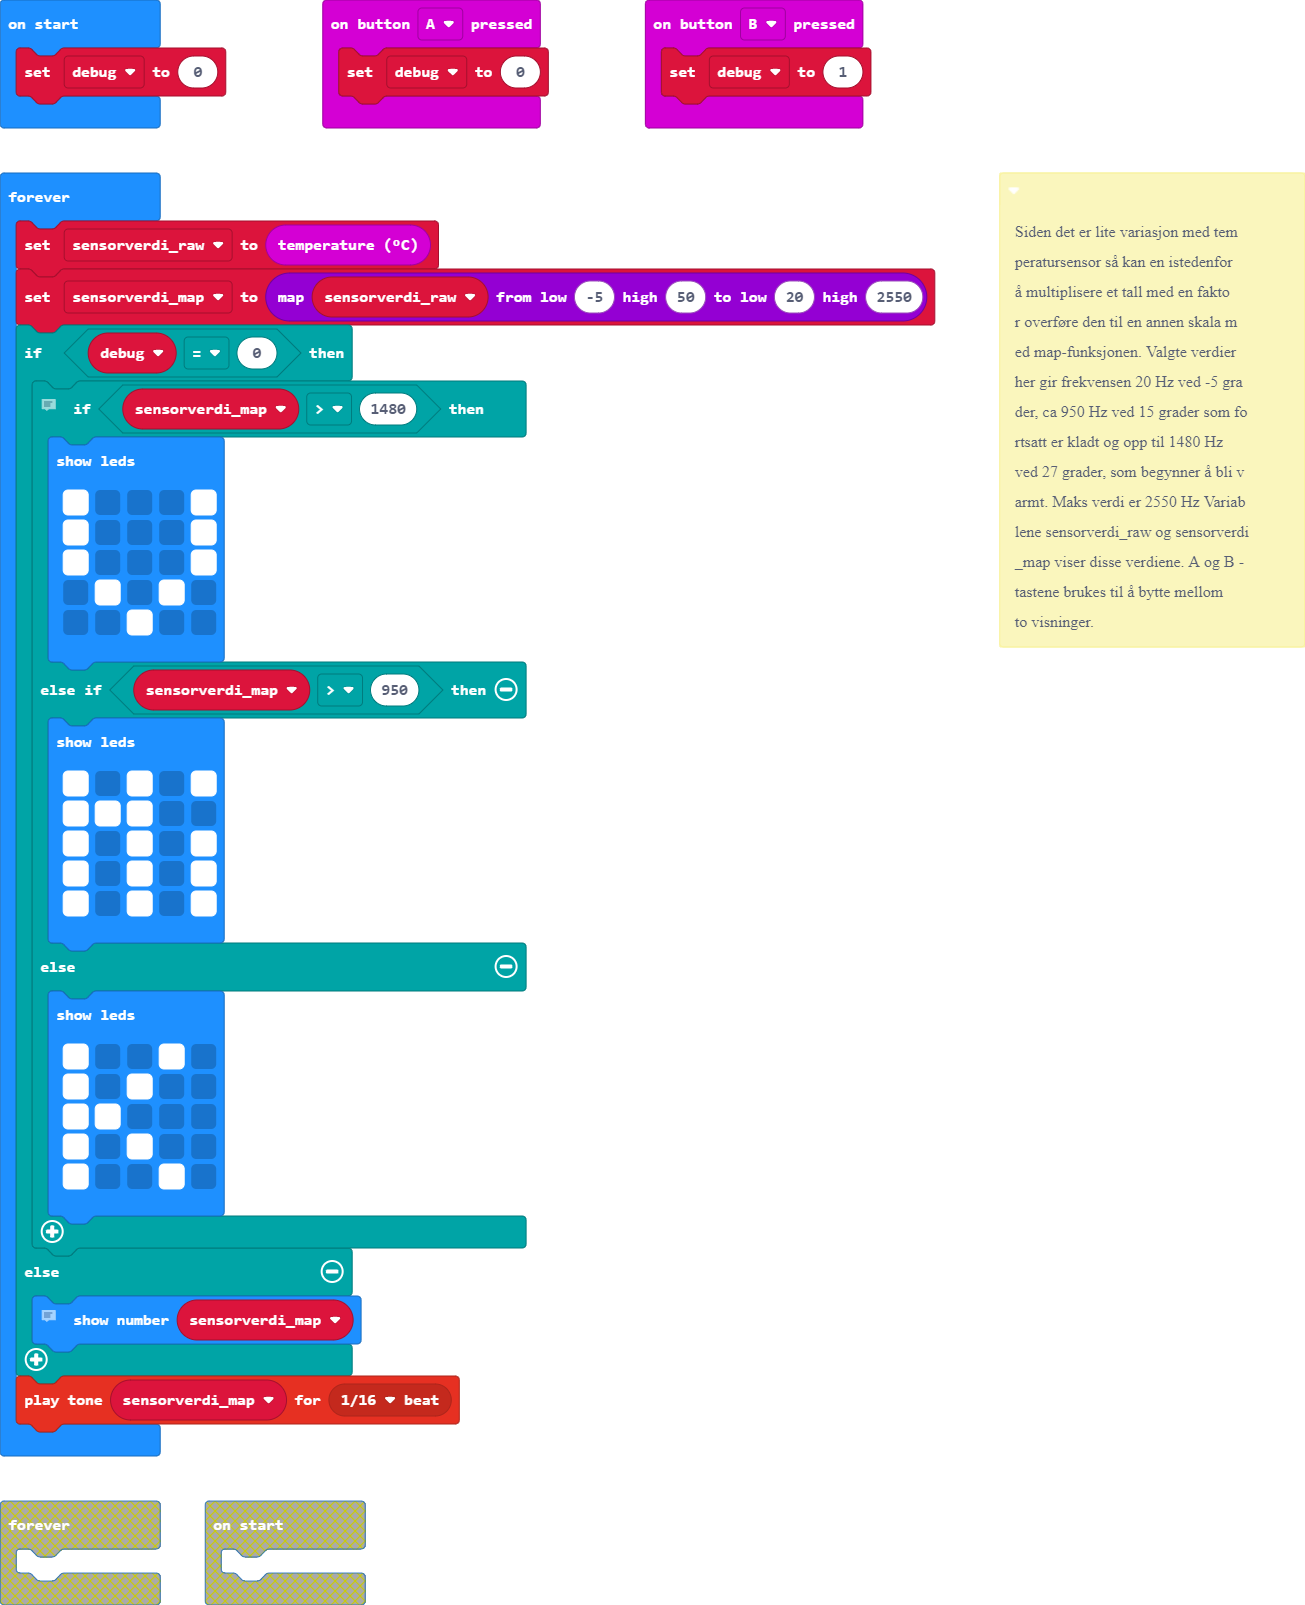 on start
set debug to 0
on button A pressed
set debug to 0
on button B pressed
set debug to 1
forever
set sensorverdi_raw to temperature (ºC)
set sensorverdi_map to map sensorverdi_raw from low -5 high 50 to low 20 high 2550
if debug = 0 then
if sensorverdi_map > 1480 then
show leds
else if sensorverdi_map > 950 then
show leds
else
show leds
else
show number sensorverdi_map
play tone sensorverdi_map for 1/16 beat
Siden det er lite variasjon med tem
peratursensor så kan en istedenfor
å multiplisere et tall med en fakto
r overføre den til en annen skala m
ed map-funksjonen. Valgte verdier
her gir frekvensen 20 Hz ved -5 gra
der, ca 950 Hz ved 15 grader som fo
rtsatt er kladt og opp til 1480 Hz
ved 27 grader, som begynner å bli v
armt. Maks verdi er 2550 Hz Variab
lene sensorverdi_raw og sensorverdi
_map viser disse verdiene. A og B -
tastene brukes til å bytte mellom
to visninger.
forever
on start